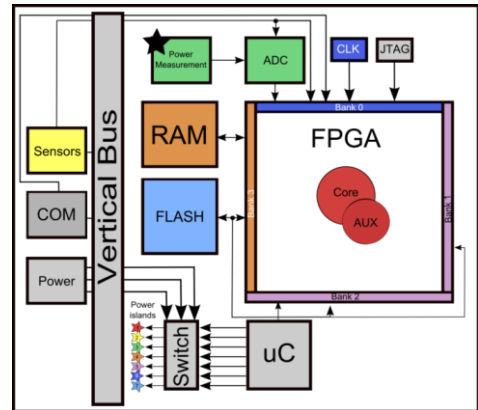 Power
Measurement
ADC
CLK
JTAG
Bank 0
RAM
FPGA
Sensors
Vertical Bus
Core
AUX
COM
FLASH
Bank 3
Bank 1
Power
Bank 2
Power
islands
Switch
uC